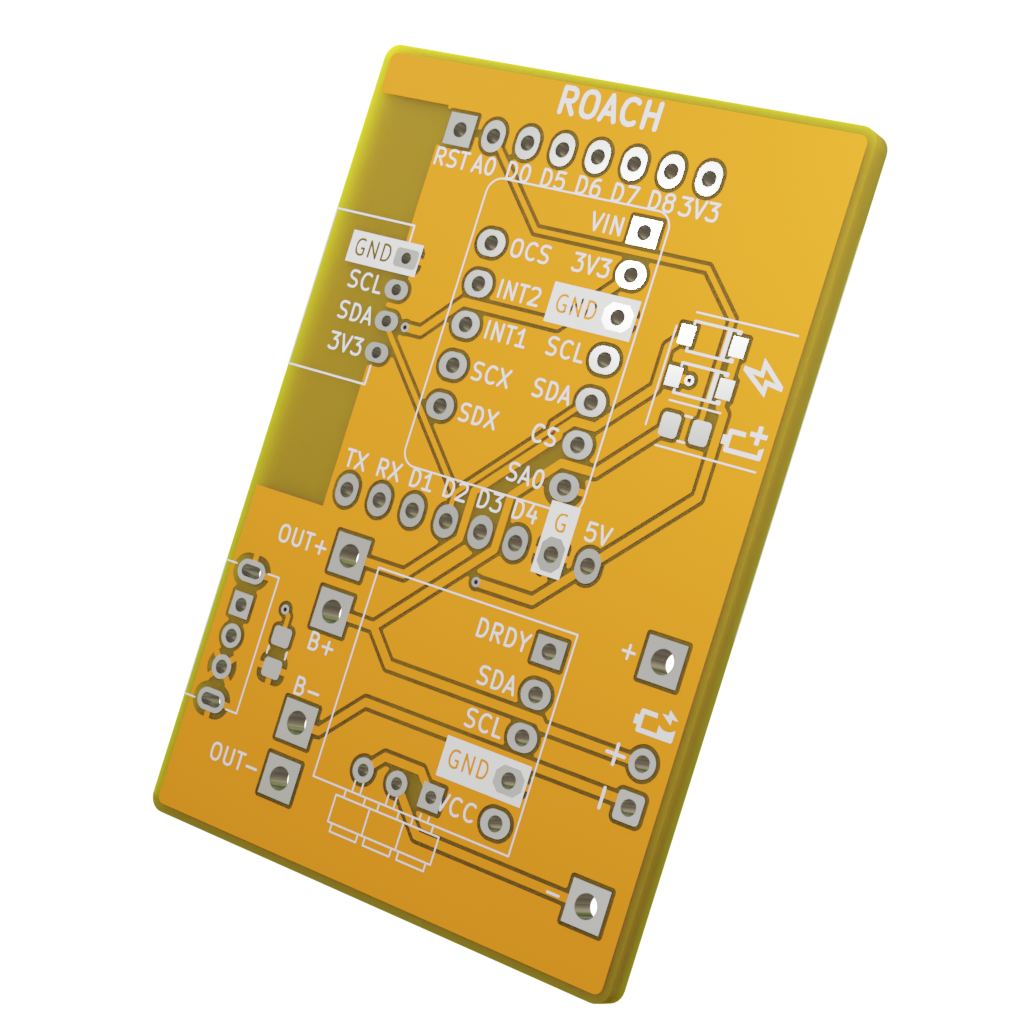 ROACH
RST A0 D0 D5 D6 D7 D8 3V3
VIN
OCS 3V3
GND
INT2 GND
SCL
INT1 SCL
SDA
3V3
SCX SDA
SDX CS
SA0
TX RX D1 D2 D3 D4 G 5V
OUT+
B+
DRDY
+
SDA
B-
SCL
+
OUT-
GND
-
VCC
-